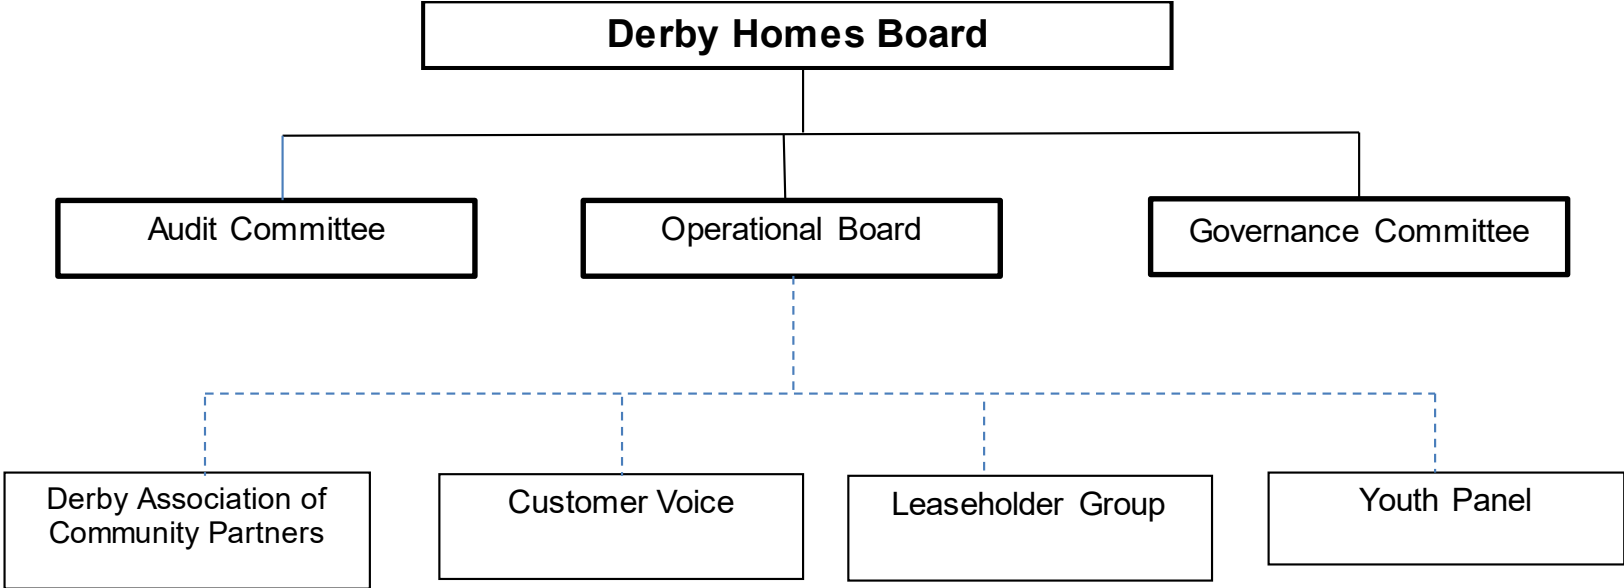 Derby Homes Board
Audit Committee
Operational Board
Governance Committee
Derby Association of
Community Partners
Customer Voice
Leaseholder Group
Youth Panel